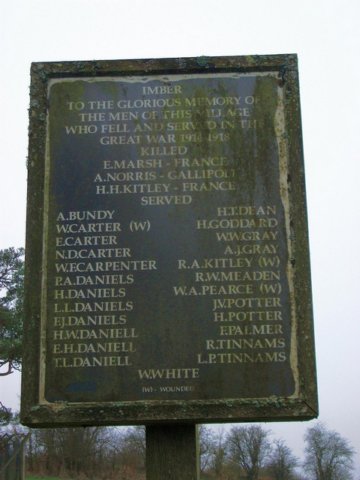 IMBER
TO THE GLORIOUS MEMORY OF
THE MEN OF THIS VILLAGE
WHO FELL AND SERVED IN THE
GREAT WAR 1914-1918
KILLED
E.MARSH - FRANCE
A.NORRIS - GALLIPOLI
H.H.KITLEY - FRANCE
SERVED
A.BUNDY H.T.DEAN
W.CARTER (W) H.GODDARD
E.CARTER W.W.GRAY
N.D.CARTER A.J.GRAY
W.F.CARPENTER R.A.KITLEY (W)
P.A.DANIELS R.W.MEADEN
H.DANIELS W.A.PEARCE (W)
L.L.DANIELS J.V.POTTER
F.J.DANIELS H.POTTER
H.W.DANIELL F.PALMER
E.H.DANIELL R.TINNAMS
T.L.DANIELL L.P.TINNAMS
W.WHITE
(W) - WOUNDED